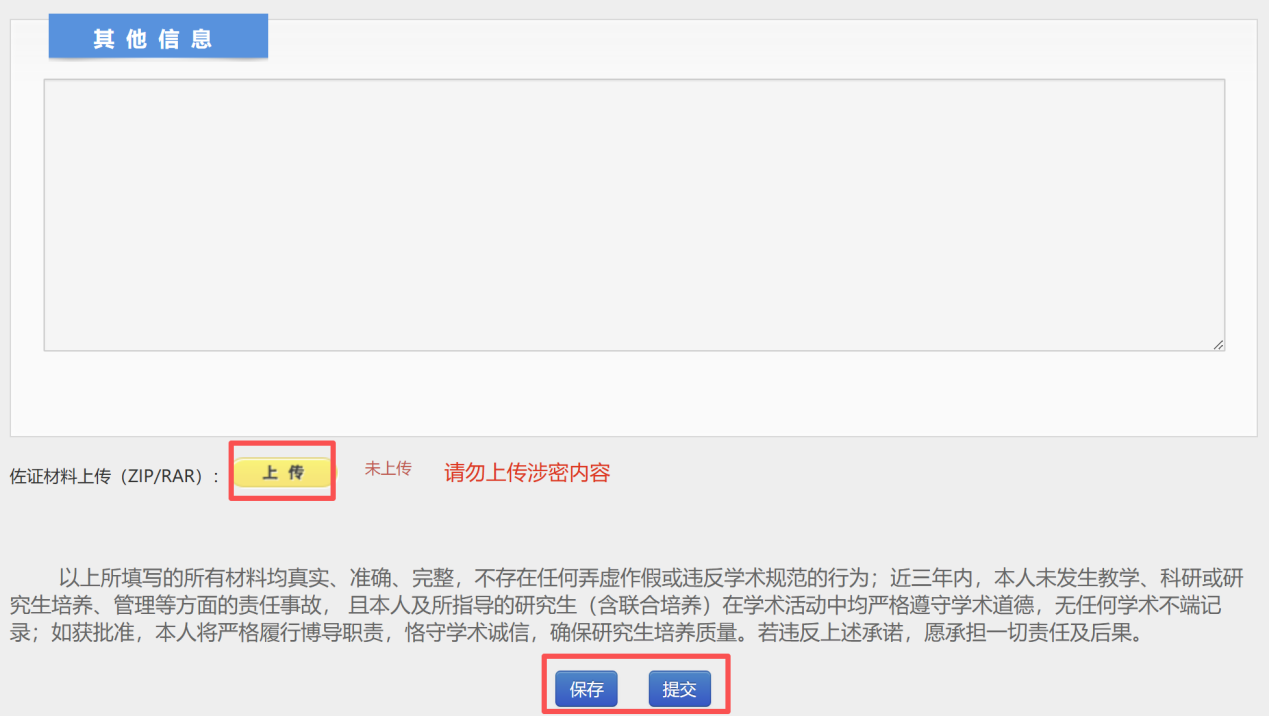 其他信息
佐证材料上传（ZIP/RAR）： 上传 未上传 请勿上传涉密内容
以上所填写的所有材料均真实、准确、完整，不存在任何弄虚作假或违反学术规范的行为；近三年内，本人未发生教学、科研或研
究生培养、管理等方面的责任事故， 且本人及所指导的研究生（含联合培养）在学术活动中均严格遵守学术道德，无任何学术不端记
录；如获批准，本人将严格履行博导职责，恪守学术诚信，确保研究生培养质量。若违反上述承诺，愿承担一切责任及后果。
保存 提交